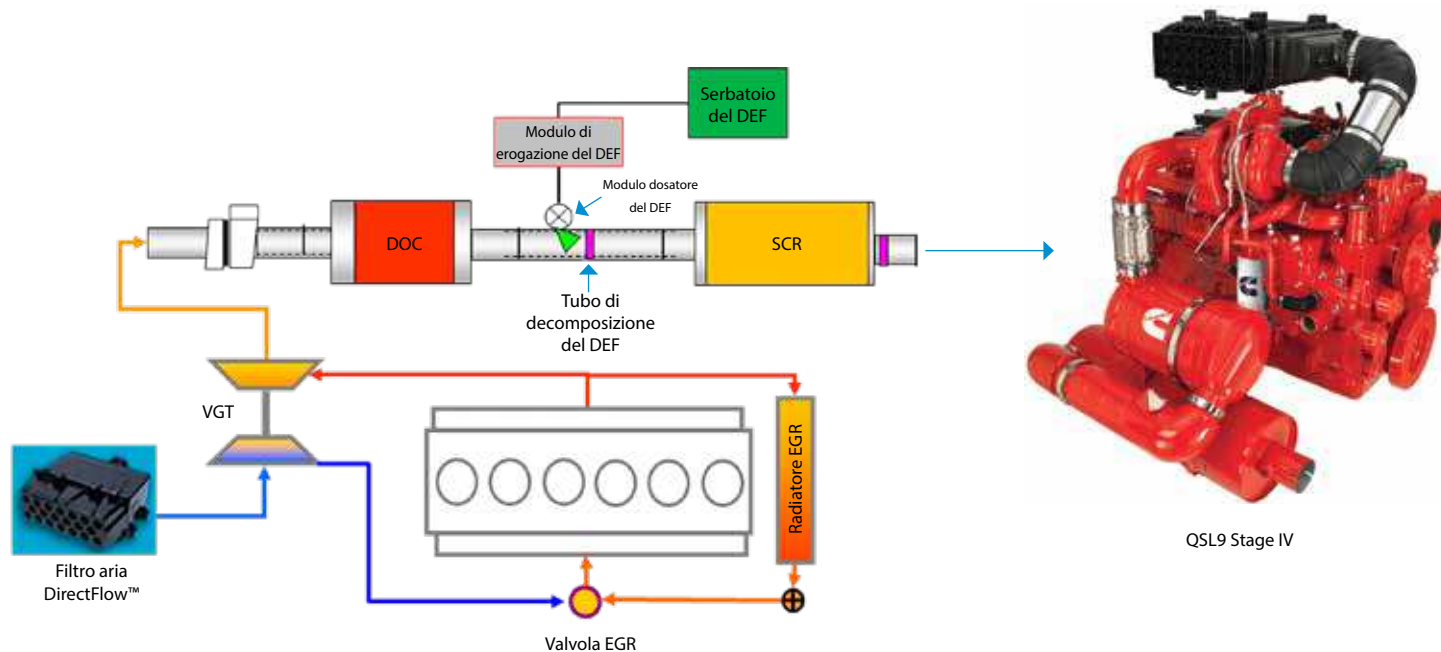 Serbatoio
del DEF
Modulo di
erogazione del DEF
Modulo dosatore
del DEF
DOC
SCR
Tubo di
decomposizione
del DEF
VGT
Radiatore EGR
Filtro aria
DirectFlow™
Valvola EGR
QSL9 Stage IV